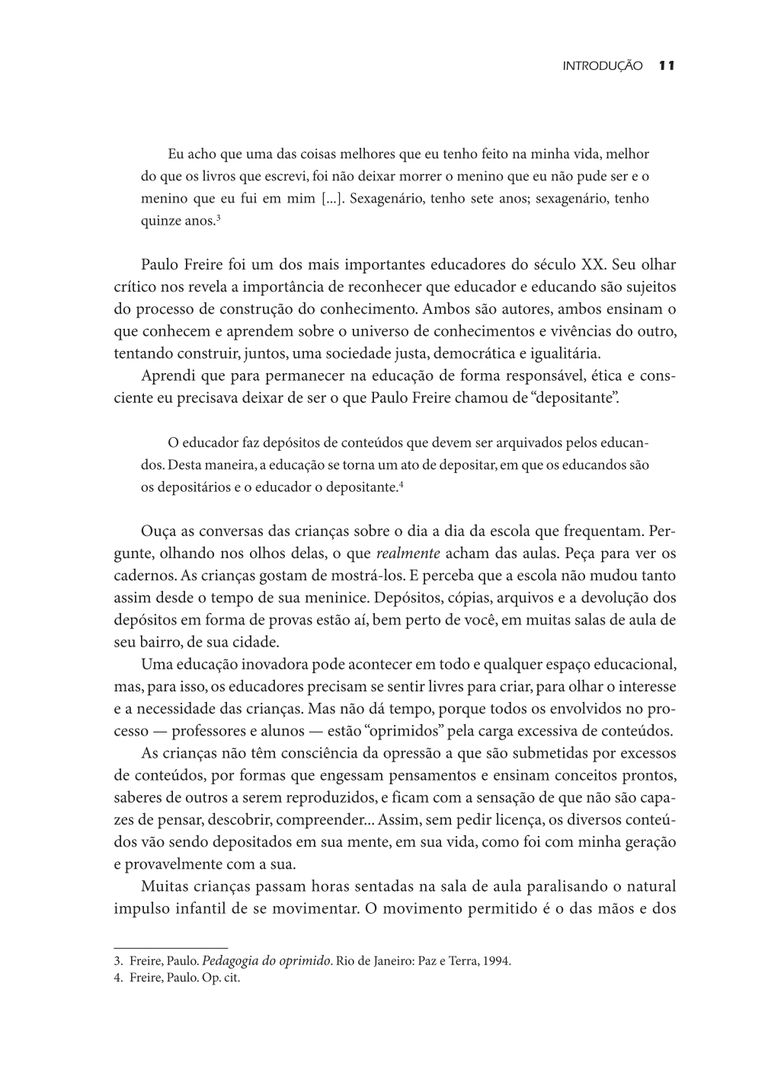 INTRODUÇÃO 11
Eu acho que uma das coisas melhores que eu tenho feito na minha vida, melhor
do que os livros que escrevi, foi não deixar morrer o menino que eu não pude ser e o
menino que eu fui em mim [...]. Sexagenário, tenho sete anos; sexagenário, tenho
quinze anos.³
Paulo Freire foi um dos mais importantes educadores do século XX. Seu olhar
crítico nos revela a importância de reconhecer que educador e educando são sujeitos
do processo de construção do conhecimento. Ambos são autores, ambos ensinam o
que conhecem e aprendem sobre o universo de conhecimentos e vivências do outro,
tentando construir, juntos, uma sociedade justa, democrática e igualitária.
Aprendi que para permanecer na educação de forma responsável, ética e cons-
ciente eu precisava deixar de ser o que Paulo Freire chamou de “depositante”.
O educador faz depósitos de conteúdos que devem ser arquivados pelos educan-
dos. Desta maneira, a educação se torna um ato de depositar, em que os educandos são
os depositários e o educador o depositante.⁴
Ouça as conversas das crianças sobre o dia a dia da escola que frequentam. Per-
gunte, olhando nos olhos delas, o que realmente acham das aulas. Peça para ver os
cadernos. As crianças gostam de mostrá-los. E perceba que a escola não mudou tanto
assim desde o tempo de sua meninice. Depósitos, cópias, arquivos e a devolução dos
depósitos em forma de provas estão aí, bem perto de você, em muitas salas de aula de
seu bairro, de sua cidade.
Uma educação inovadora pode acontecer em todo e qualquer espaço educacional,
mas, para isso, os educadores precisam se sentir livres para criar, para olhar o interesse
e a necessidade das crianças. Mas não dá tempo, porque todos os envolvidos no pro-
cesso — professores e alunos — estão “oprimidos” pela carga excessiva de conteúdos.
As crianças não têm consciência da opressão a que são submetidas por excessos
de conteúdos, por formas que engessam pensamentos e ensinam conceitos prontos,
saberes de outros a serem reproduzidos, e ficam com a sensação de que não são capa-
zes de pensar, descobrir, compreender... Assim, sem pedir licença, os diversos conteú-
dos vão sendo depositados em sua mente, em sua vida, como foi com minha geração
e provavelmente com a sua.
Muitas crianças passam horas sentadas na sala de aula paralisando o natural
impulso infantil de se movimentar. O movimento permitido é o das mãos e dos
3. Freire, Paulo. Pedagogia do oprimido. Rio de Janeiro: Paz e Terra, 1994.
4. Freire, Paulo. Op. cit.